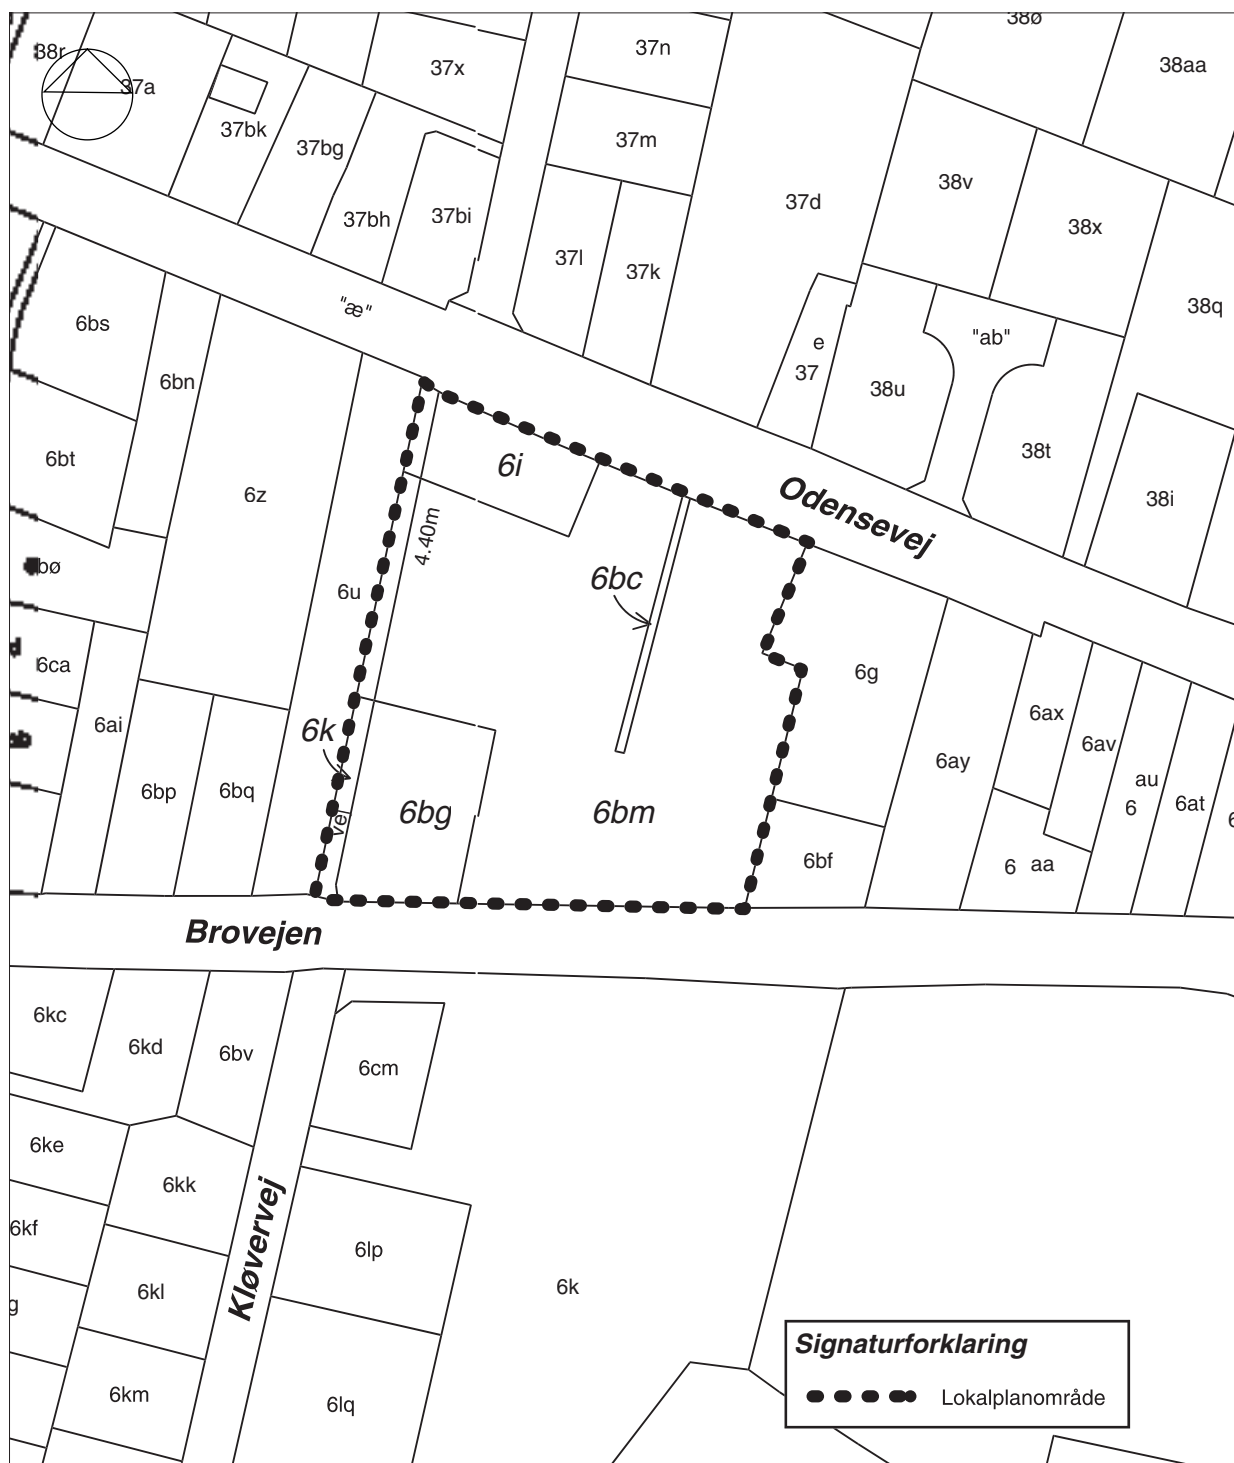 38ø
38r
37x
37n
38aa
37a
37bk
37bg
37m
38v
37bh
37bi
37d
38x
37l
37k
"æ"
38q
6bs
e
37
"ab"
6bn
38u
6bt
6z
6i
38t
38i
Odensevej
4.40m
bø
6u
6bc
6ca
6g
6ai
6k
6ax
6av
6ay
au
6
6bp
6bq
vej
6bg
6bm
6at
6bf
6 aa
Brovejen
6kc
6kd
6bv
6cm
6ke
6kk
6kf
Kløvervej
6lp
6kl
6k
g
6km
6lq
Signaturforklaring
Lokalplanområde